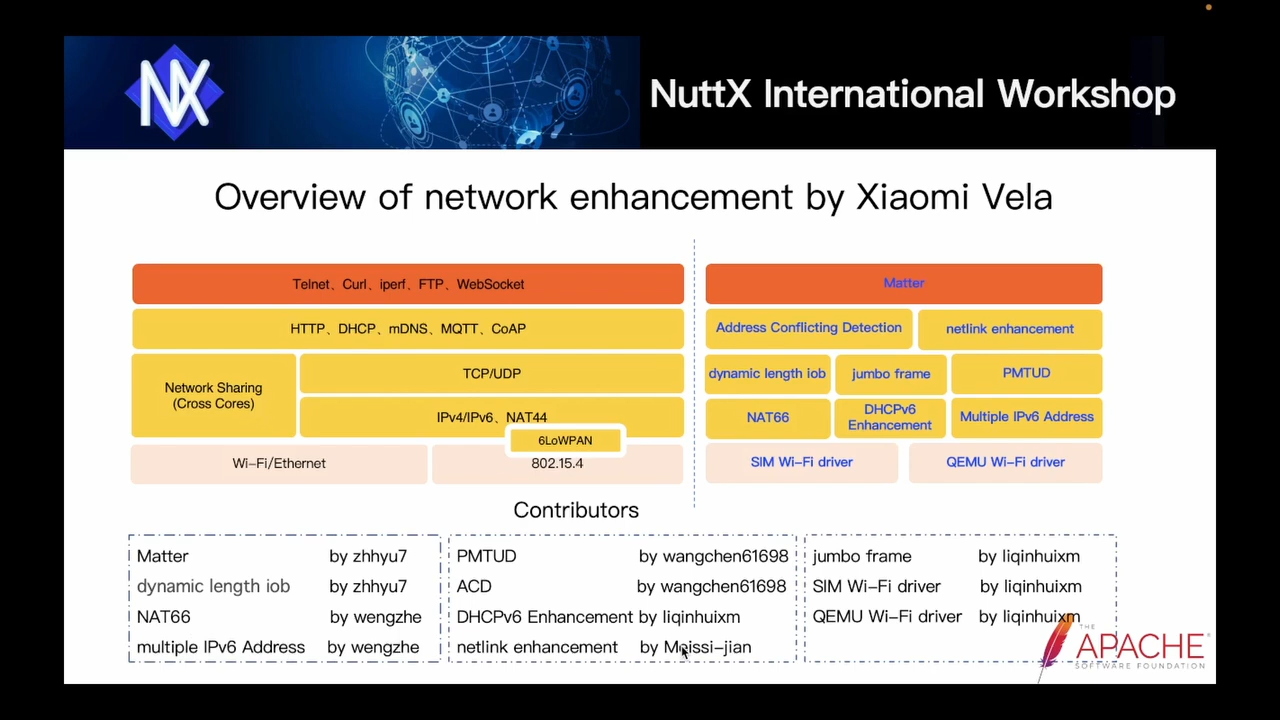 NX
NuttX International Workshop
Overview of network enhancement by Xiaomi Vela
Telnet、Curl、iperf、FTP、WebSocket
HTTP、DHCP、mDNS、MQTT、CoAP
Network Sharing
(Cross Cores)
TCP/UDP
IPv4/IPv6、NAT44
6LoWPAN
Wi-Fi/Ethernet
802.15.4
Matter
Address Conflicting Detection
netlink enhancement
dynamic length iob
jumbo frame
PMTUD
NAT66
DHCPv6
Enhancement
Multiple IPv6 Address
SIM Wi-Fi driver
QEMU Wi-Fi driver
Contributors
Matter by zhhyu7
dynamic length iob by zhhyu7
NAT66 by wengzhe
multiple IPv6 Address by wengzhe
PMTUD by wangchen61698
ACD by wangchen61698
DHCPv6 Enhancement by liqinhuixm
netlink enhancement by Meissi-jian
jumbo frame by liqinhuixm
SIM Wi-Fi driver by liqinhuixm
QEMU Wi-Fi driver by liqinhuixm
THE
APACHE®
SOFTWARE FOUNDATION